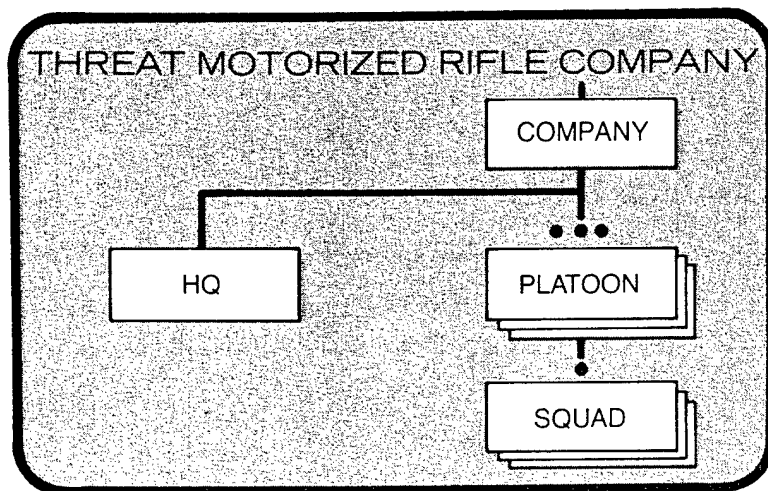 THREAT MOTORIZED RIFLE COMPANY
COMPANY
HQ
PLATOON
SQUAD